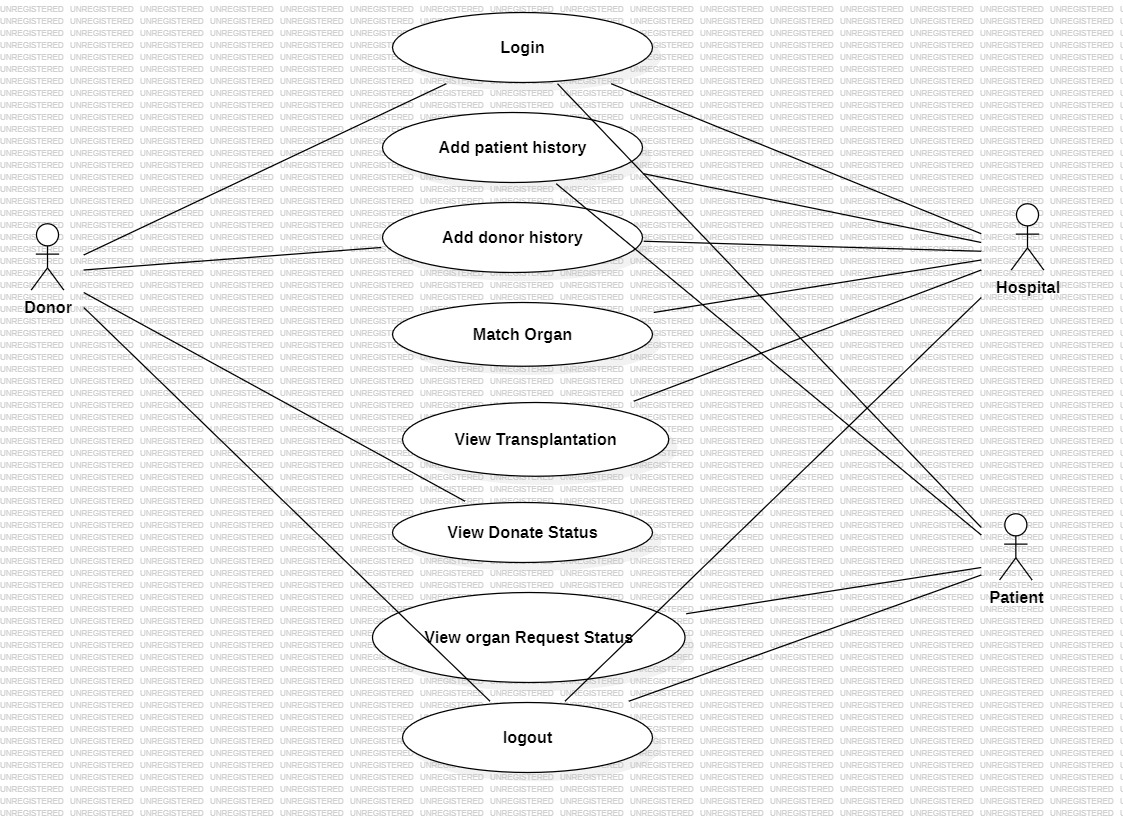 Login
Add patient history
Add donor history
Donor
Hospital
Match Organ
View Transplantation
View Donate Status
Patient
View organ Request Status
logout
UNREGISTERED